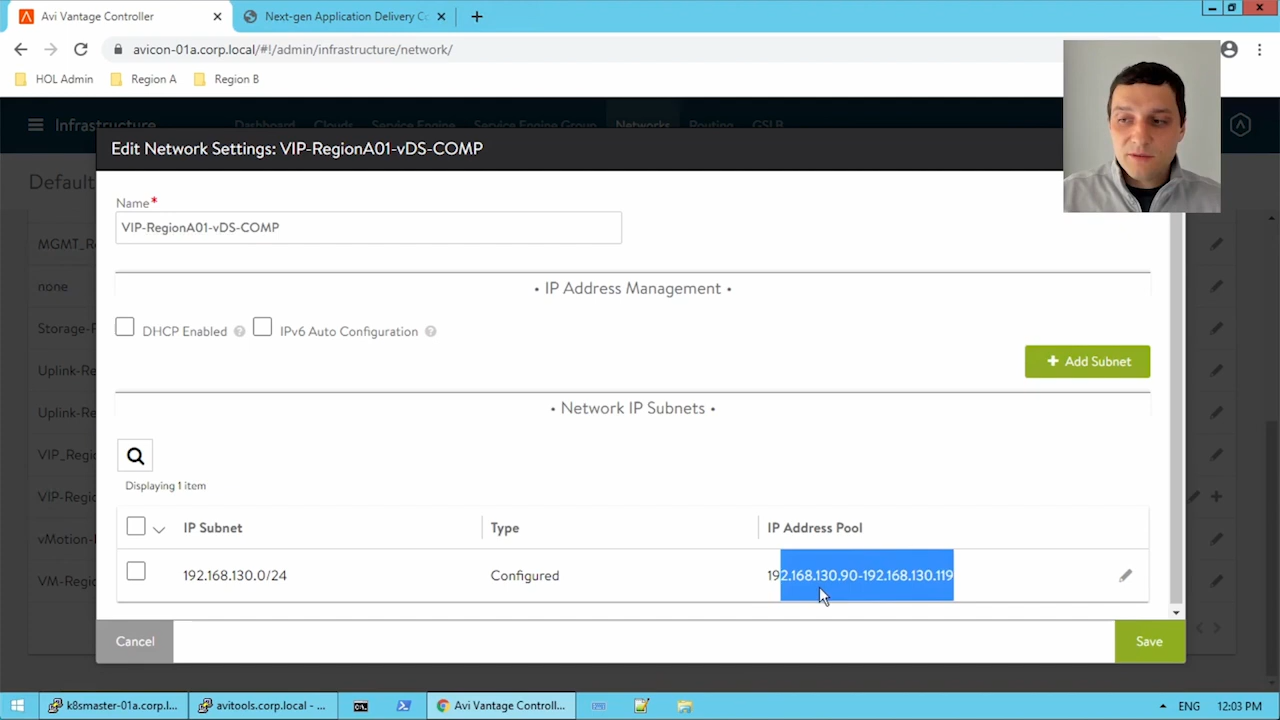 Avi Vantage Controller
Next-gen Application Delivery Co
avicon-01a.corp.local/#!/admin/infrastructure/network/
HOL Admin
Region A
Region B
Infrastructure
Dashboard
Clouds
Service Engine
Service Engine Group
Networks
Routing
GSLB
Edit Network Settings: VIP-RegionA01-vDS-COMP
Default
Name*
VIP-RegionA01-vDS-COMP
MGMT_Re
none
• IP Address Management •
Storage-R
DHCP Enabled
IPv6 Auto Configuration
Uplink-Re
+ Add Subnet
Uplink-Re
• Network IP Subnets •
VIP_Regio
VIP-Regio
Displaying 1 item
vMotion-
IP Subnet
Type
IP Address Pool
VM-Regio
192.168.130.0/24
Configured
192.168.130.90-192.168.130.119
Cancel
Save
k8smaster-01a.corp.l...
avitools.corp.local - ...
Avi Vantage Controll...
ENG
12:03 PM